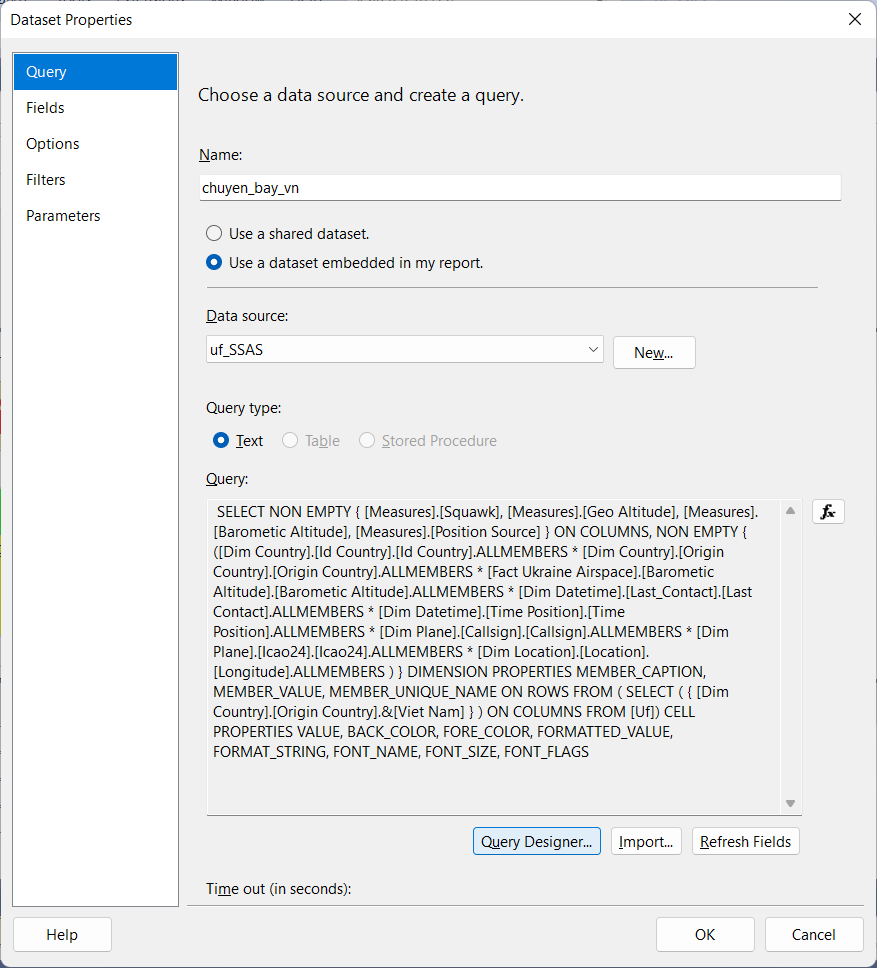 Dataset Properties
Query
Fields
Options
Filters
Parameters
Choose a data source and create a query.
Name:
chuyen_bay_vn
Use a shared dataset.
Use a dataset embedded in my report.
Data source:
uf_SSAS
New...
Query type:
Text
Table
Stored Procedure
Query:
SELECT NON EMPTY { [Measures].[Squawk], [Measures].[Geo Altitude], [Measures].
[Barometic Altitude], [Measures].[Position Source] } ON COLUMNS, NON EMPTY {
([Dim Country].[Id Country].[Id Country].ALLMEMBERS * [Dim Country].[Origin
Country].[Origin Country].ALLMEMBERS * [Fact Ukraine Airspace].[Barometic
Altitude].[Barometic Altitude].ALLMEMBERS * [Dim Datetime].[Last_Contact].[Last
Contact].ALLMEMBERS * [Dim Datetime].[Time Position].[Time
Position].ALLMEMBERS * [Dim Plane].[Callsign].[Callsign].ALLMEMBERS * [Dim
Plane].[Icao24].[Icao24].ALLMEMBERS * [Dim Location].[Location].
[Longitude].ALLMEMBERS ) } DIMENSION PROPERTIES MEMBER_CAPTION,
MEMBER_VALUE, MEMBER_UNIQUE_NAME ON ROWS FROM ( SELECT ( { [Dim
Country].[Origin Country].&[Viet Nam] } ) ON COLUMNS FROM [Uf]) CELL
PROPERTIES VALUE, BACK_COLOR, FORE_COLOR, FORMATTED_VALUE,
FORMAT_STRING, FONT_NAME, FONT_SIZE, FONT_FLAGS
fx
Query Designer...
Import...
Refresh Fields
Time out (in seconds):
Help
OK
Cancel